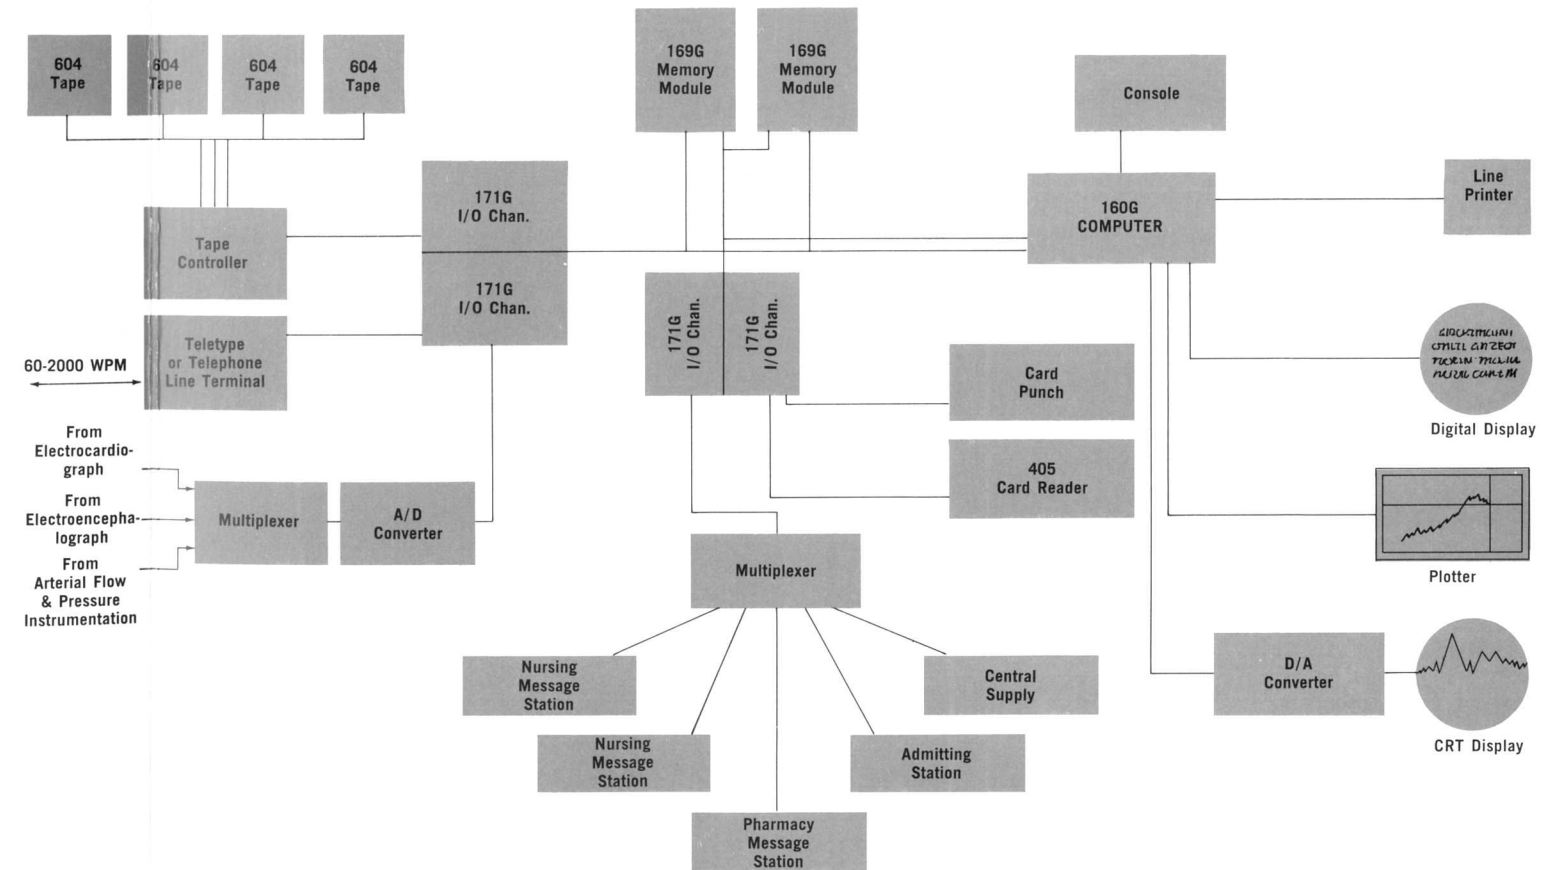 604
Tape
604
Tape
604
Tape
604
Tape
169G
Memory
Module
169G
Memory
Module
Console
Line
Printer
171G
I/O Chan.
160G
COMPUTER
Tape
Controller
171G
I/O Chan.
171G
I/O Chan.
171G
I/O Chan.
Teletype
or Telephone
Line Terminal
60-2000 WPM
Card
Punch
Digital Display
From
Electrocardio-
graph
405
Card Reader
From
Electroencepha-
lograph
Multiplexer
A/D
Converter
From
Arterial Flow
& Pressure
Instrumentation
Multiplexer
Plotter
Nursing
Message
Station
Central
Supply
D/A
Converter
Nursing
Message
Station
Admitting
Station
CRT Display
Pharmacy
Message
Station